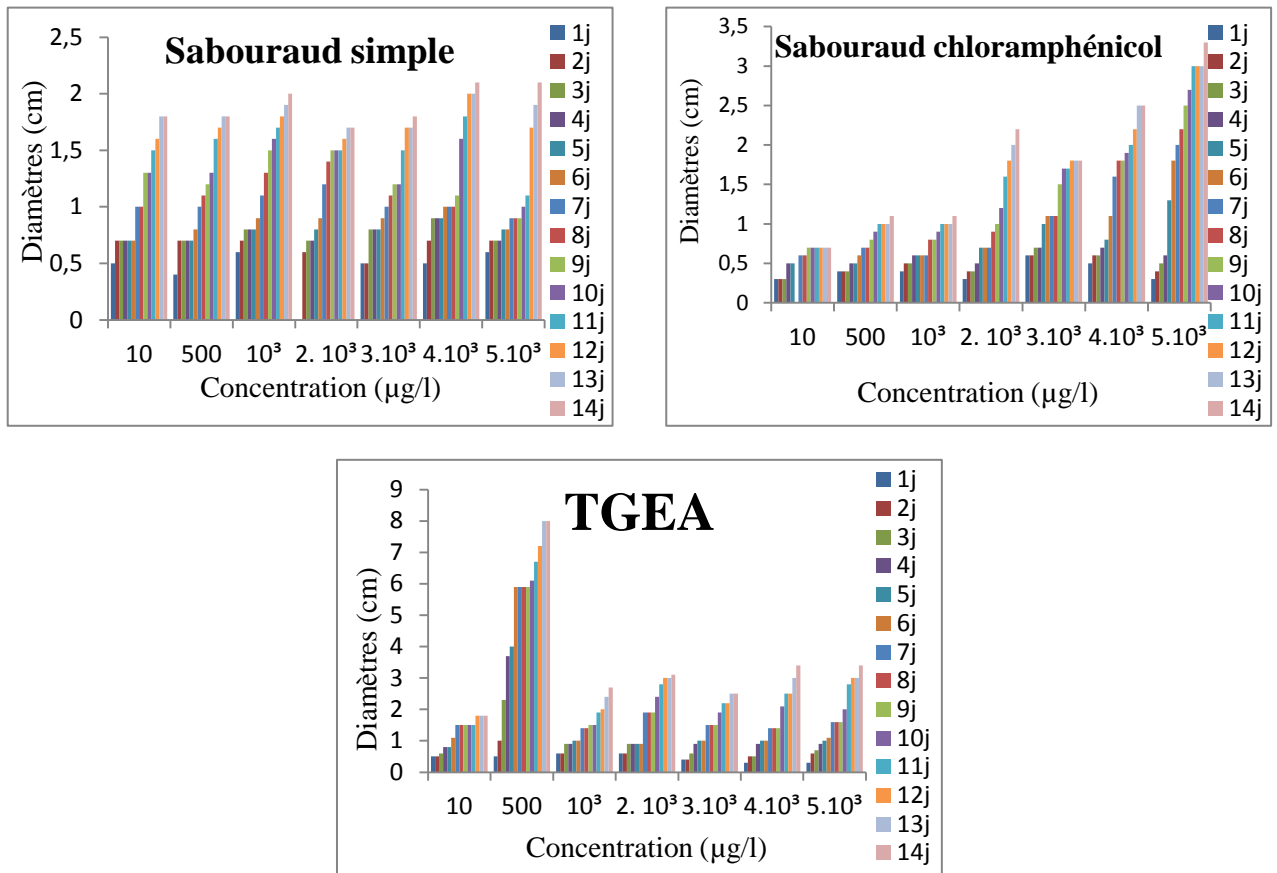 Sabouraud simple
Diamètres (cm)
2,5
2
1,5
1
0,5
0
10 500 10³ 2. 10³ 3.10³ 4.10³ 5.10³
Concentration (µg/l)
1j
2j
3j
4j
5j
6j
7j
8j
9j
10j
11j
12j
13j
14j
Sabouraud chloramphénicol
Diamètres (cm)
3,5
3
2,5
2
1,5
1
0,5
0
10 500 10³ 2. 10³ 3.10³ 4.10³ 5.10³
Concentration (µg/l)
1j
2j
3j
4j
5j
6j
7j
8j
9j
10j
11j
12j
13j
14j
TGEA
Diamètres (cm)
9
8
7
6
5
4
3
2
1
0
10 500 10³ 2. 10³ 3.10³ 4.10³ 5.10³
Concentration (µg/l)
1j
2j
3j
4j
5j
6j
7j
8j
9j
10j
11j
12j
13j
14j